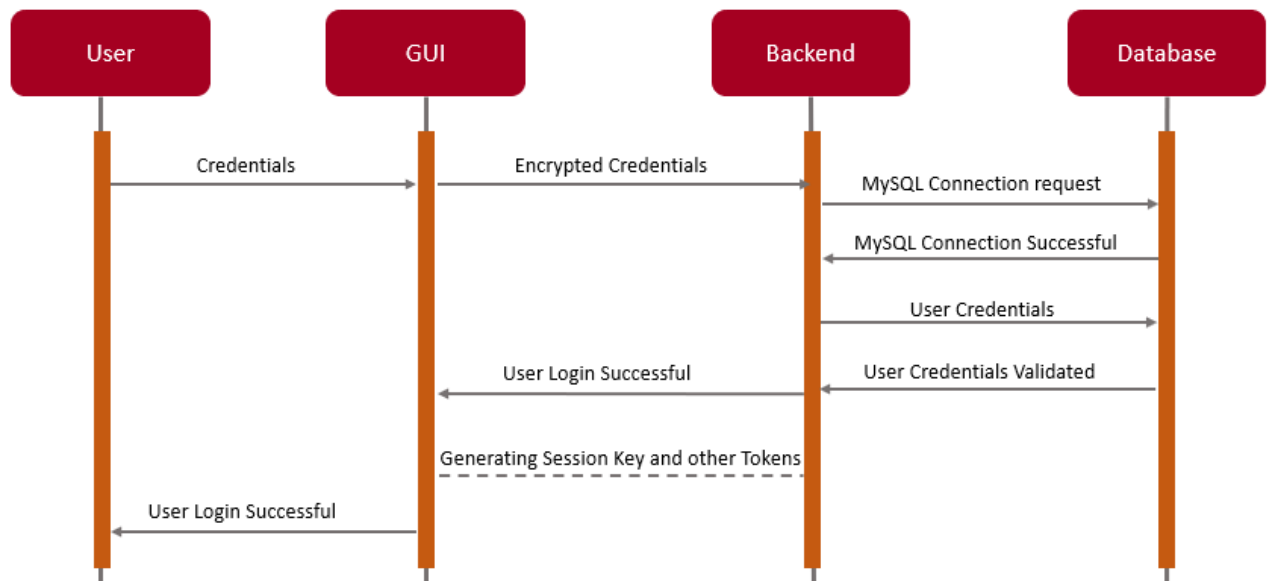 User
GUI
Backend
Database
Credentials
Encrypted Credentials
MySQL Connection request
MySQL Connection Successful
User Credentials
User Credentials Validated
User Login Successful
Generating Session Key and other Tokens
User Login Successful